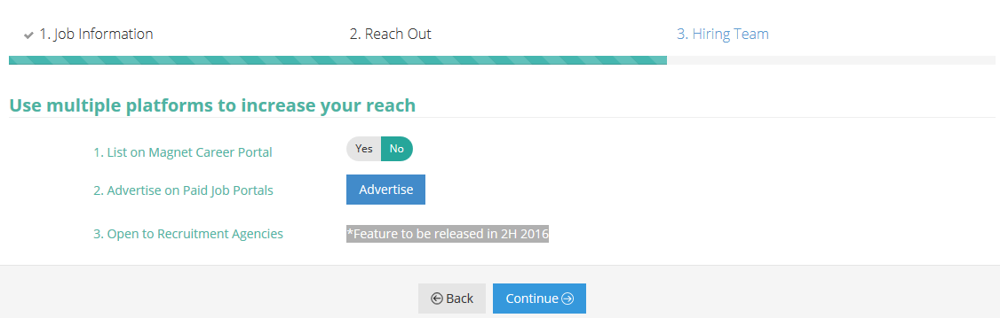 1. Job Information
2. Reach Out
3. Hiring Team
Use multiple platforms to increase your reach
1. List on Magnet Career Portal
Yes No
2. Advertise on Paid Job Portals
Advertise
3. Open to Recruitment Agencies
*Feature to be released in 2H 2016
Back
Continue